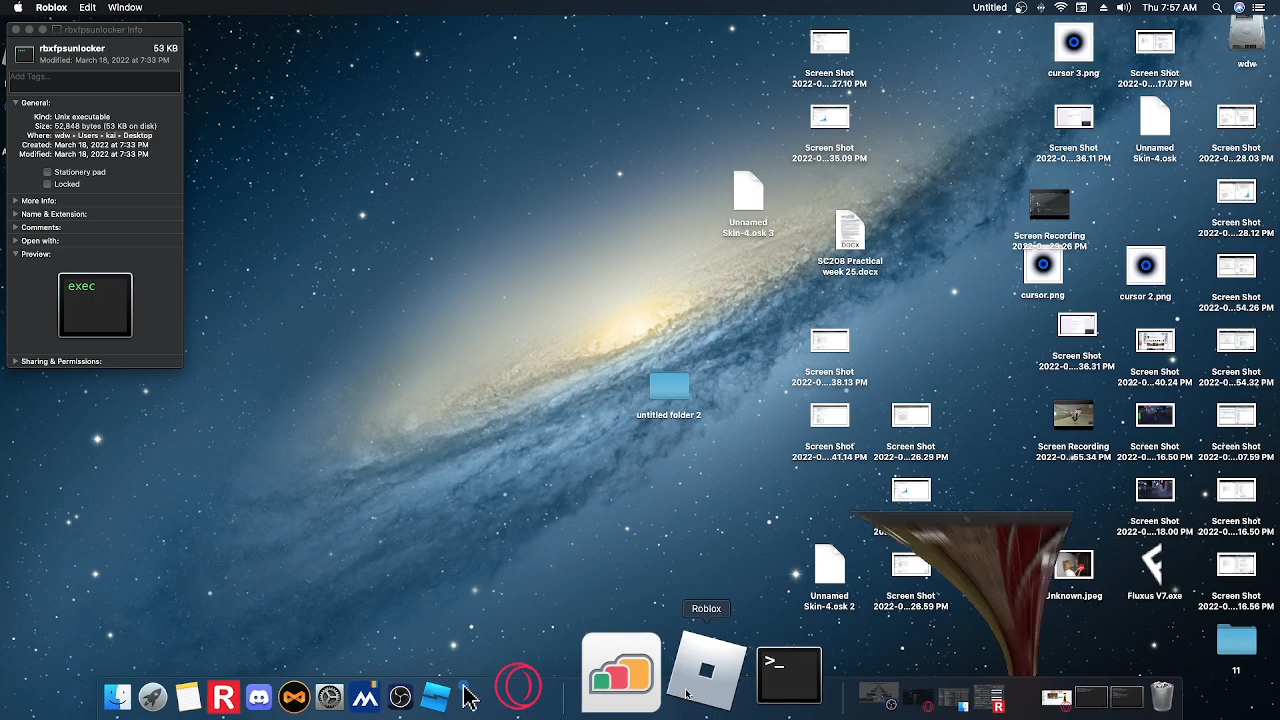 Roblox Edit Window
Untitled
7:57 AM
rbxfpsunlocker Info
rbxfpsunlocker 53 KB
Modified: March 18, 2022 at 7:33 PM
Add Tags...
General:
Kind: Unix executable
Size: 52,848 bytes (53 KB on disk)
Where: wdw • Users • kai • Desktop
Created: March 18, 2022 at 7:33 PM
Modified: March 18, 2022 at 7:33 PM
Stationery pad
Locked
More Info:
Name & Extension:
Comments:
Open with:
Preview:
exec
Sharing & Permissions:
Screen Shot
2022-0....27.10 PM
cursor 3.png
Screen Shot
2022-0....17.07 PM
wdw
Screen Shot
2022-0...35.09 PM
Screen Shot
2022-0....36.11 PM
Unnamed
Skin-4.osk
Screen Shot
2022-0...28.03 PM
Unnamed
Skin-4.osk 3
DOCX
SC208 Practical
week 25.docx
Screen Recording
2022-0...29.26 PM
Screen Shot
2022-0...28.12 PM
cursor.png
cursor 2.png
Screen Shot
2022-0...54.26 PM
Screen Shot
2022-0....38.13 PM
Screen Shot
2022-0...36.31 PM
Screen Shot
2022-0...40.24 PM
Screen Shot
2022-0...54.32 PM
untitled folder 2
Screen Shot
2022-0....41.14 PM
Screen Shot
2022-0...26.29 PM
Screen Recording
2022-0...55.34 PM
Screen Shot
2022-0...16.50 PM
Screen Shot
2022-0...07.59 PM
Screen Shot
2022-0...18.00 PM
Screen Shot
2022-0...16.50 PM
Unnamed
Skin-4.osk 2
2022-0...26.59 PM
Unknown.jpeg
Fluxus V7.exe
Screen Shot
2022-0...16.56 PM
11
Roblox
R
>_
R